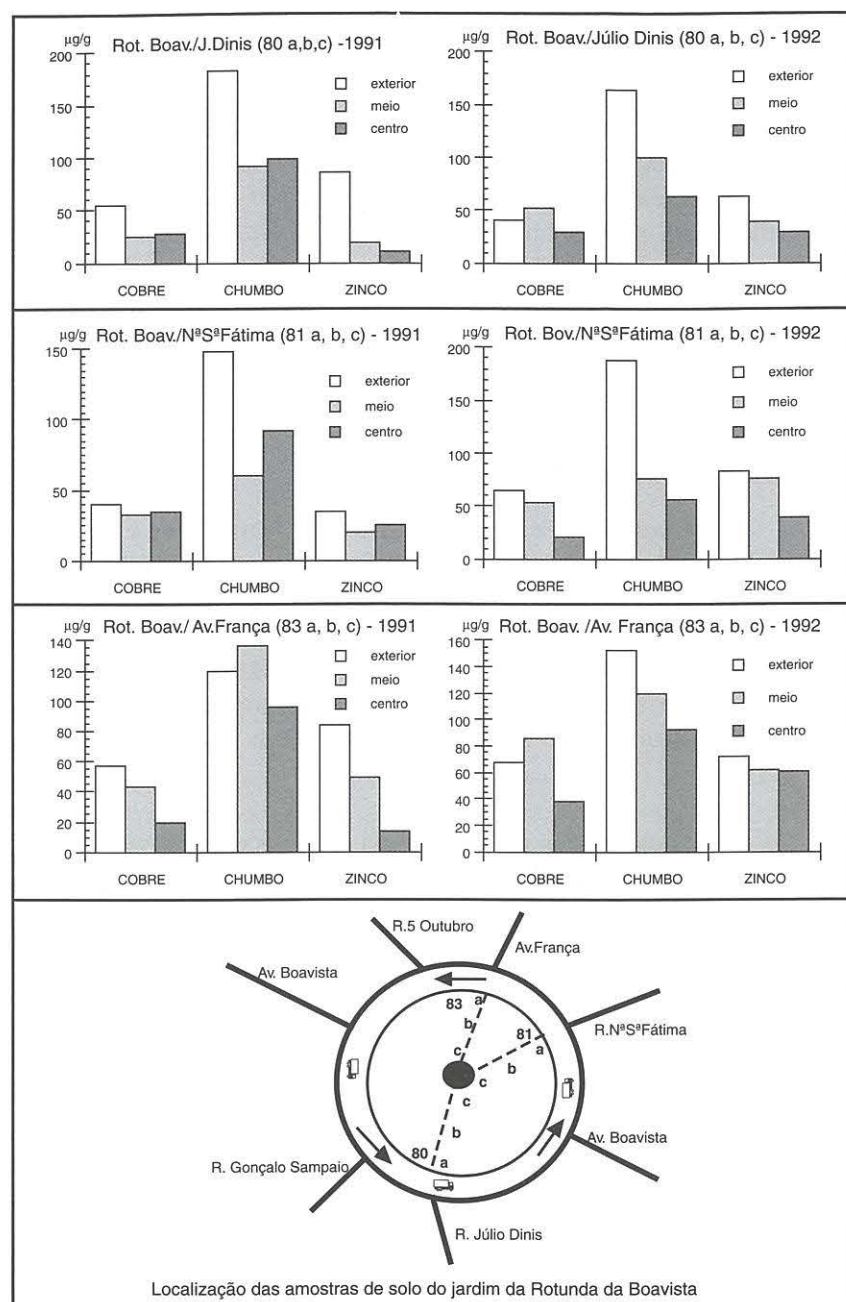 µg/g Rot. Boav./J.Dinis (80 a,b,c) -1991
200
150
100
50
0
exterior
meio
centro
COBRE CHUMBO ZINCO
µg/g Rot. Boav./Júlio Dinis (80 a, b, c) - 1992
200
150
100
50
0
exterior
meio
centro
COBRE CHUMBO ZINCO
µg/g Rot. Boav./NªSªFátima (81 a, b, c) - 1991
150
100
50
0
exterior
meio
centro
COBRE CHUMBO ZINCO
µg/g Rot. Bov./NªSªFátima (81 a, b, c) - 1992
200
150
100
50
0
exterior
meio
centro
COBRE CHUMBO ZINCO
µg/g Rot. Boav./ Av.França (83 a, b, c) - 1991
140
120
100
80
60
40
20
0
exterior
meio
centro
COBRE CHUMBO ZINCO
µg/g Rot. Boav. /Av. França (83 a, b, c) - 1992
160
140
120
100
80
60
40
20
0
exterior
meio
centro
COBRE CHUMBO ZINCO
R.5 Outubro
Av.França
Av. Boavista
R.NªSªFátima
83 a
b
c
81
a
b
c
c
b
80 a
Av. Boavista
R. Gonçalo Sampaio
R. Júlio Dinis
Localização das amostras de solo do jardim da Rotunda da Boavista